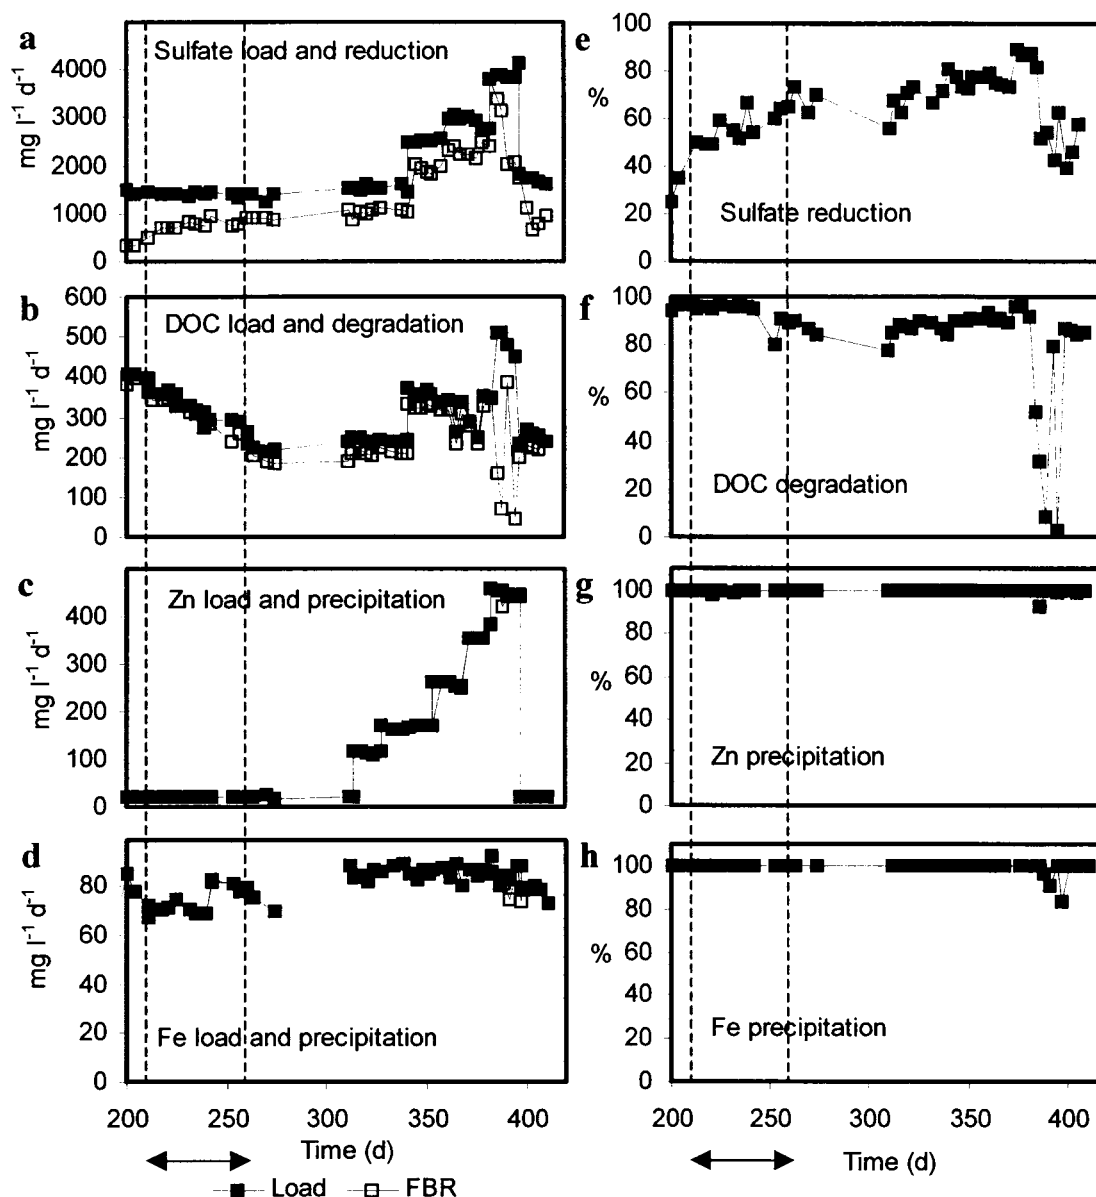 a
Sulfate load and reduction
mg l-1 d-1
4000
3000
2000
1000
0
e
100
80
%
60
40
20
0
Sulfate reduction
b
DOC load and degradation
mg l-1 d-1
600
500
400
300
200
100
0
f
100
80
%
60
40
20
0
DOC degradation
c
Zn load and precipitation
mg l-1 d-1
400
300
200
100
0
g
100
80
%
60
40
20
0
Zn precipitation
d
mg l-1 d-1
80
60
40
20
0
Fe load and precipitation
h
100
80
%
60
40
20
0
Fe precipitation
200 250 300 350 400
Time (d)
200 250 300 350 400
Time (d)
Load FBR